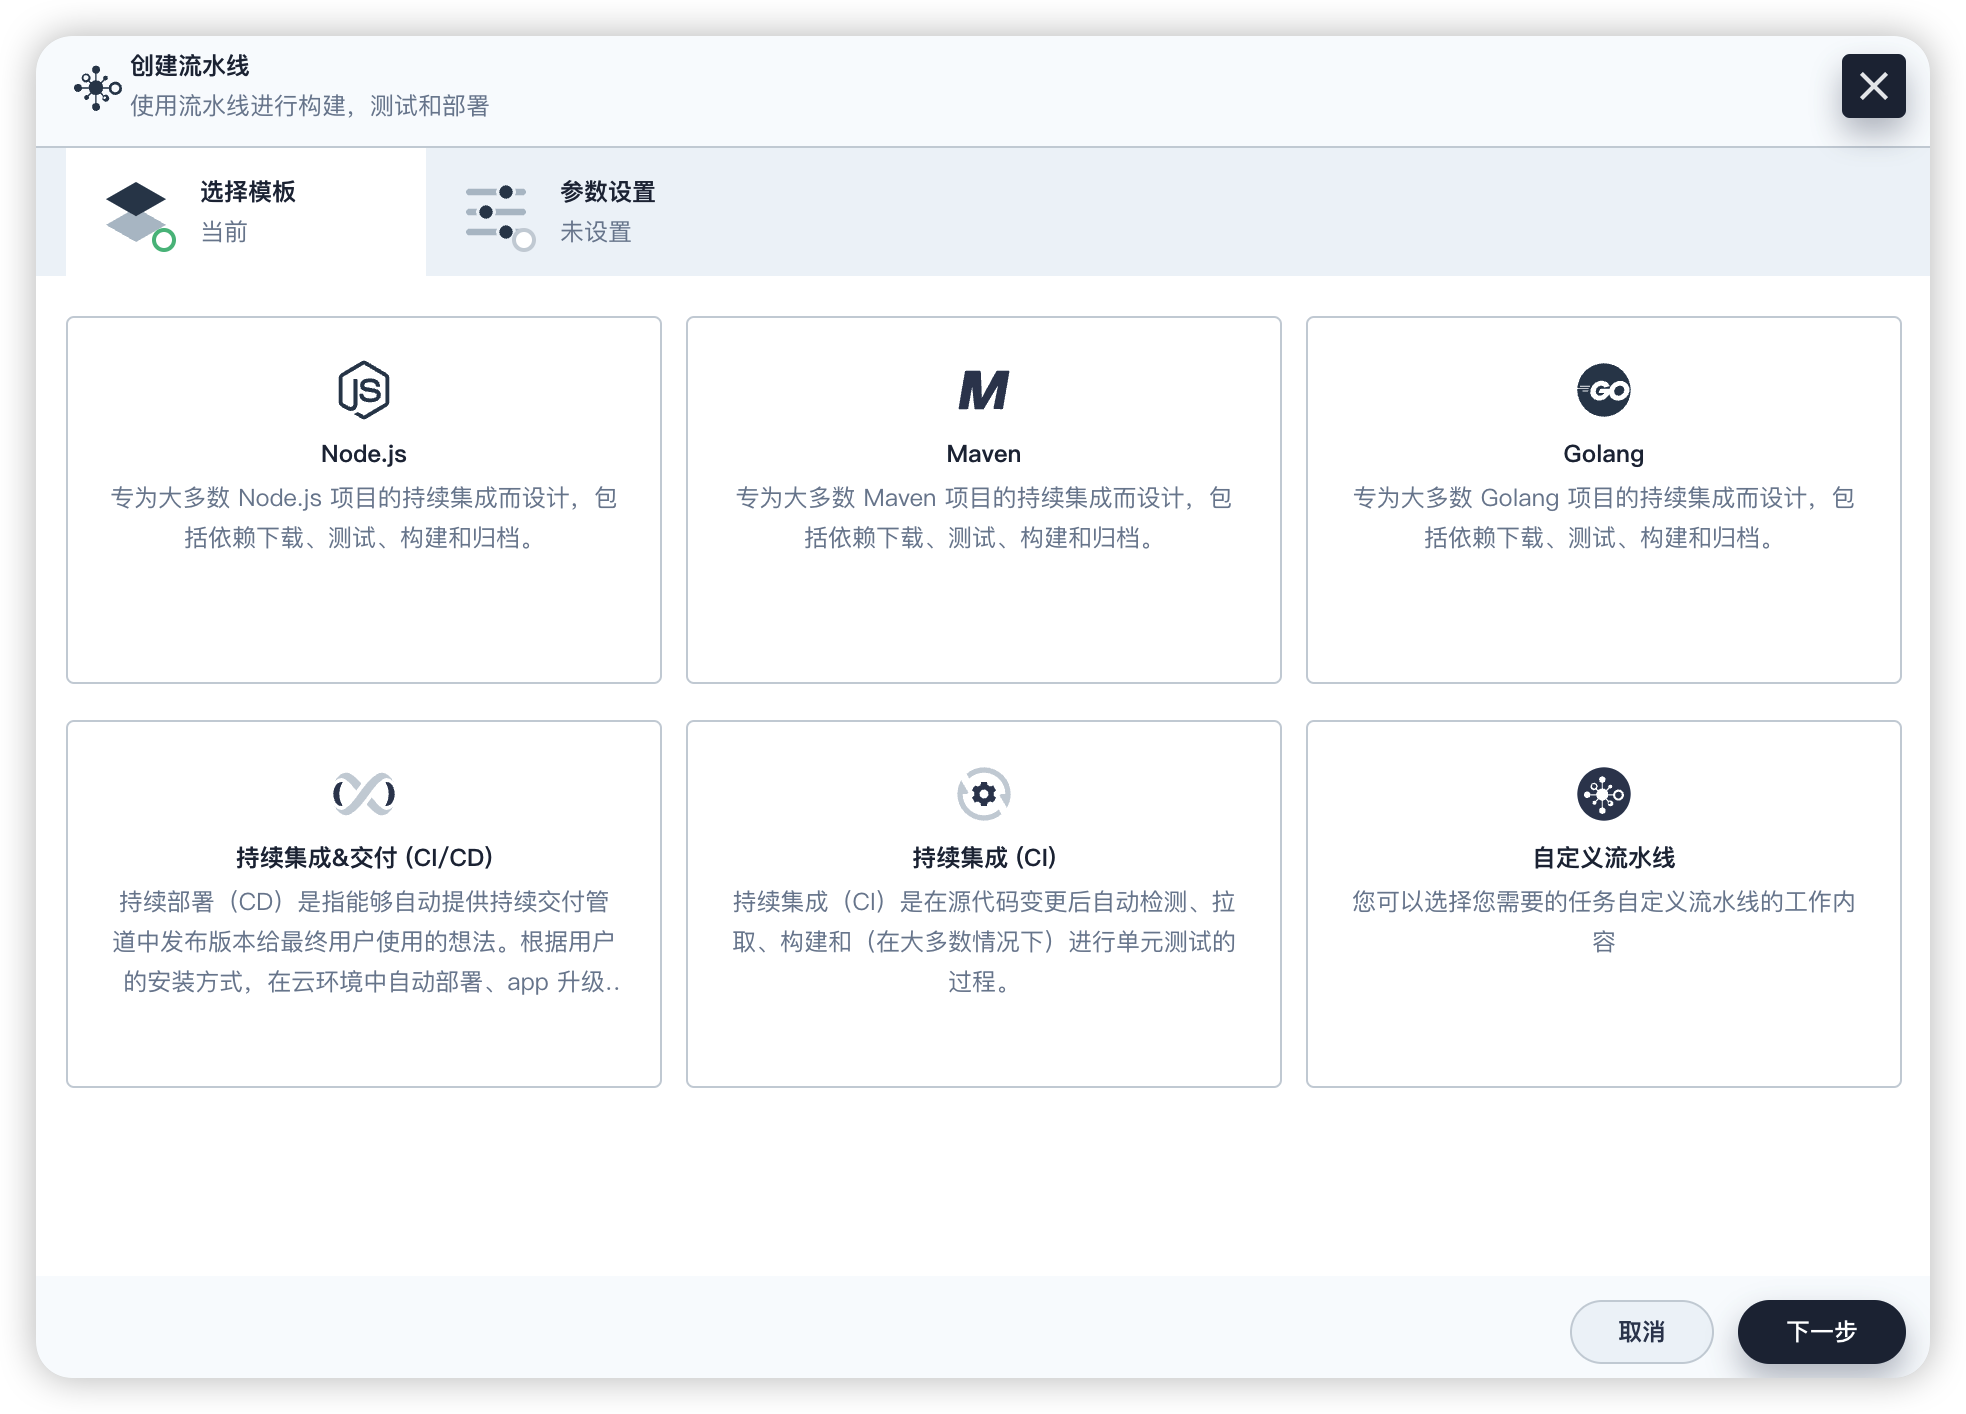 创建流水线
使用流水线进行构建，测试和部署
选择模板
当前
参数设置
未设置
JS
Node.js
专为大多数 Node.js 项目的持续集成而设计，包
括依赖下载、测试、构建和归档。
M
Maven
专为大多数 Maven 项目的持续集成而设计，包
括依赖下载、测试、构建和归档。
GO
Golang
专为大多数 Golang 项目的持续集成而设计，包
括依赖下载、测试、构建和归档。
持续集成&交付 (CI/CD)
持续部署（CD）是指能够自动提供持续交付管
道中发布版本给最终用户使用的想法。根据用户
的安装方式，在云环境中自动部署、app 升级..
持续集成 (CI)
持续集成（CI）是在源代码变更后自动检测、拉
取、构建和（在大多数情况下）进行单元测试的
过程。
自定义流水线
您可以选择您需要的任务自定义流水线的工作内
容
取消
下一步